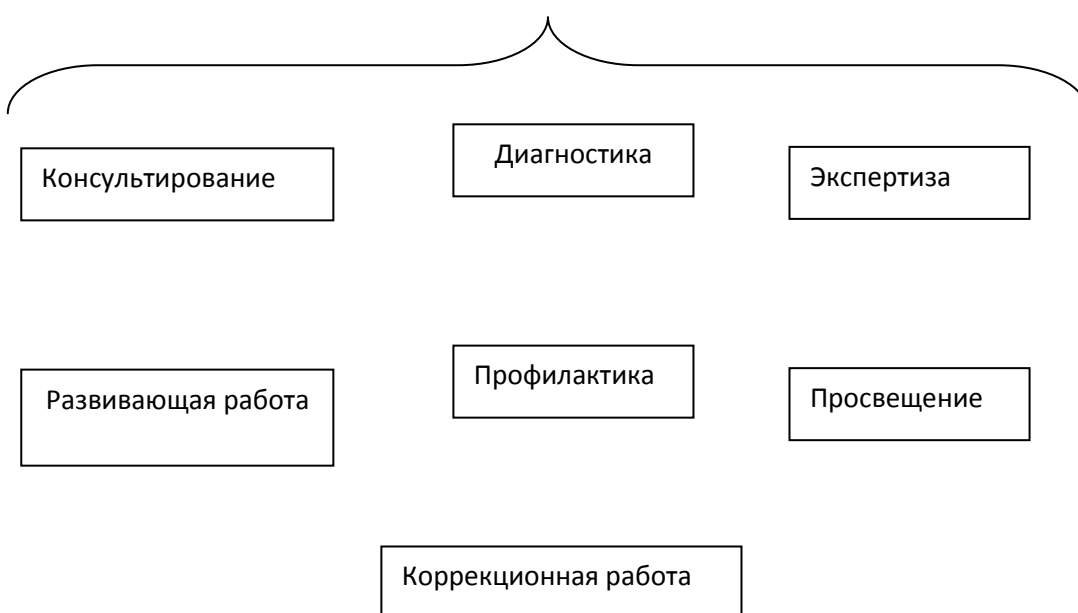 Консультирование
Диагностика
Экспертиза
Развивающая работа
Профилактика
Просвещение
Коррекционная работа